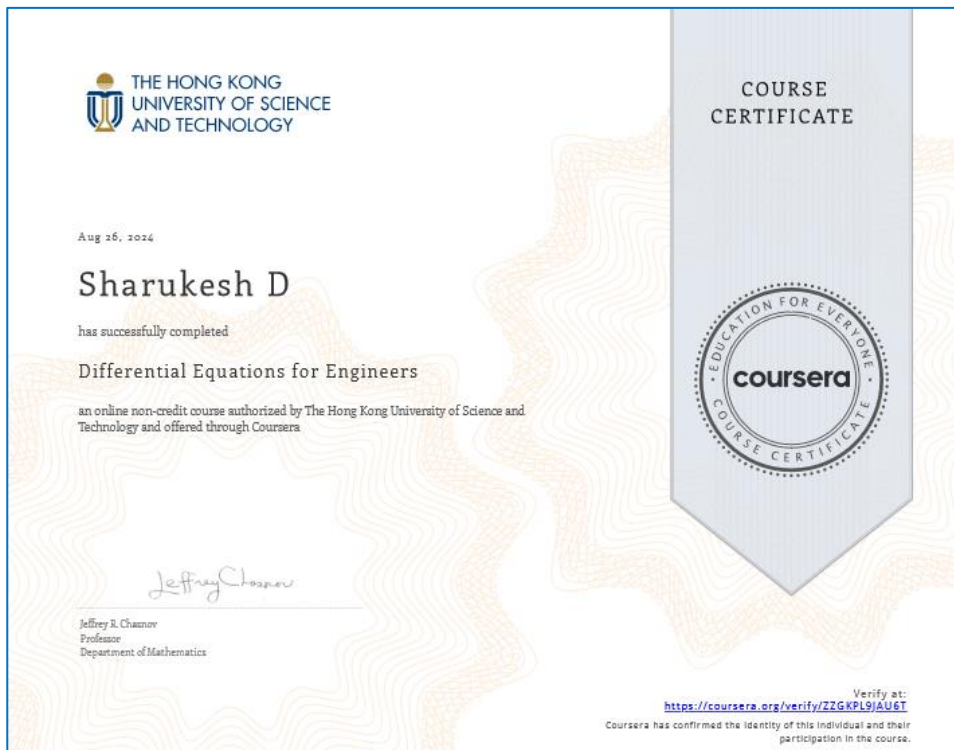 THE HONG KONG
UNIVERSITY OF SCIENCE
AND TECHNOLOGY
COURSE
CERTIFICATE
Aug 26, 2024
Sharukesh D
has successfully completed
Differential Equations for Engineers
an online non-credit course authorized by The Hong Kong University of Science and
Technology and offered through Coursera
EDUCATION FOR EVERYONE
coursera
COURSE CERTIFICATE
Jeffrey Chasnov
Jeffrey R. Chasnov
Professor
Department of Mathematics
Verify at:
https://coursera.org/verify/ZZGKPL9JAU6T
Coursera has confirmed the identity of this individual and their
participation in the course.